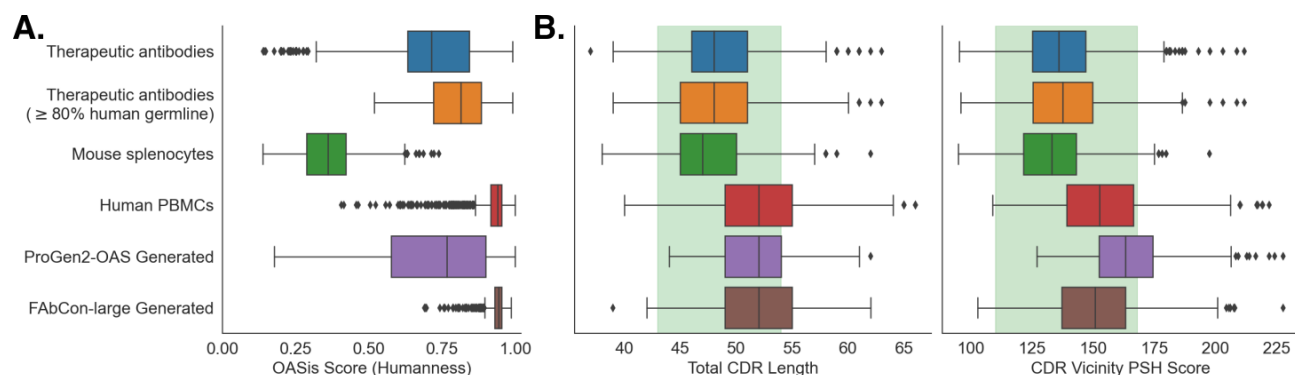 A.
B.
Therapeutic antibodies
Therapeutic antibodies
( ≥ 80% human germline)
Mouse splenocytes
Human PBMCs
ProGen2-OAS Generated
FAbCon-large Generated
0.00 0.25 0.50 0.75 1.00
OASis Score (Humanness)
40 45 50 55 60 65
Total CDR Length
100 125 150 175 200 225
CDR Vicinity PSH Score